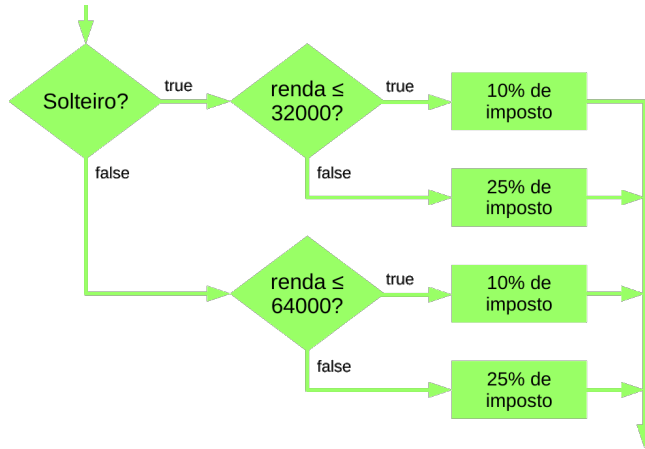 Solteiro?
true
renda ≤
32000?
true
10% de
imposto
false
25% de
imposto
false
renda ≤
64000?
true
10% de
imposto
false
25% de
imposto